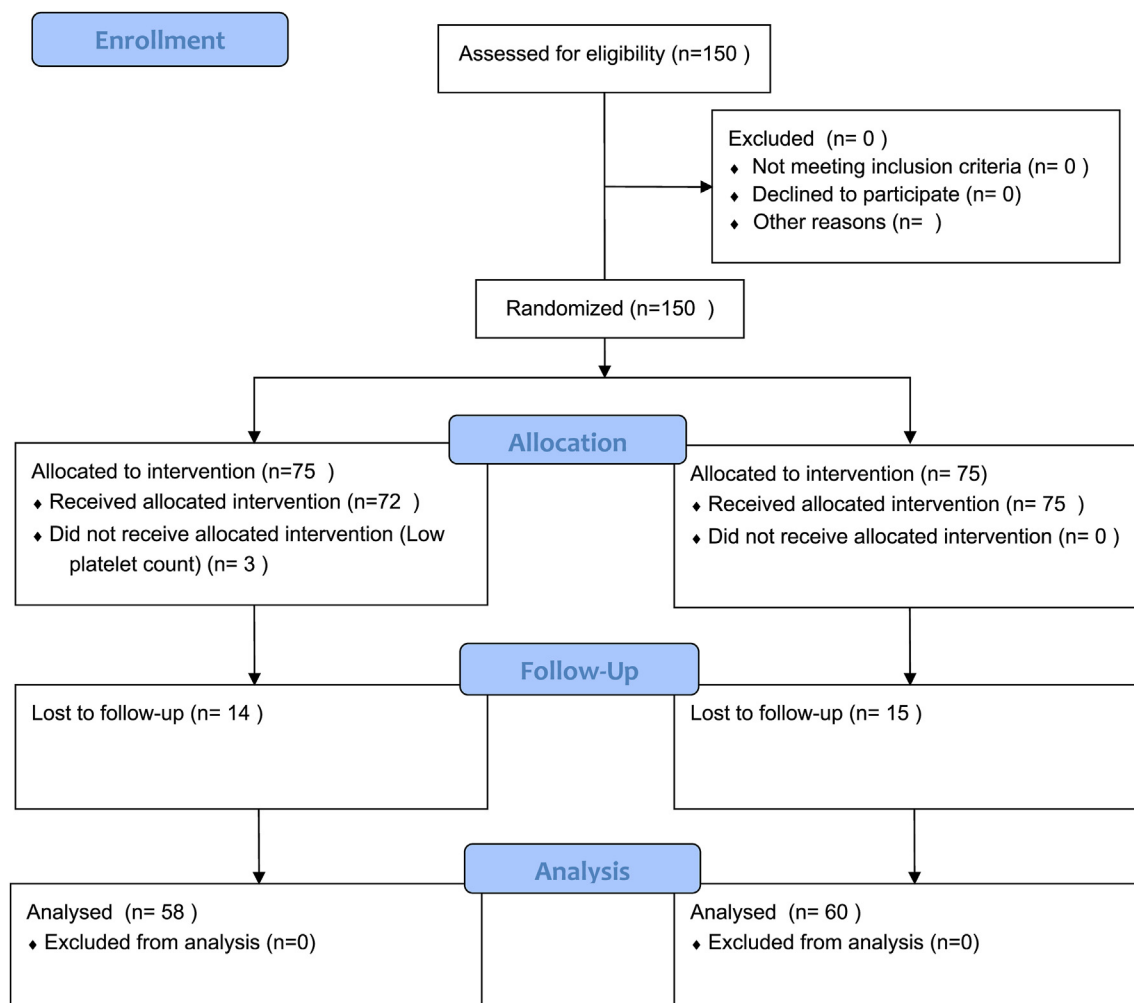 Enrollment
Assessed for eligibility (n=150 )
Excluded (n= 0 )
♦ Not meeting inclusion criteria (n= 0 )
♦ Declined to participate (n= 0)
♦ Other reasons (n= )
Randomized (n=150 )
Allocation
Allocated to intervention (n=75 )
♦ Received allocated intervention (n=72 )
♦ Did not receive allocated intervention (Low
platelet count) (n= 3 )
Allocated to intervention (n= 75)
♦ Received allocated intervention (n= 75 )
♦ Did not receive allocated intervention (n= 0 )
Follow-Up
Lost to follow-up (n= 14 )
Lost to follow-up (n= 15 )
Analysis
Analysed (n= 58 )
♦ Excluded from analysis (n=0)
Analysed (n= 60 )
♦ Excluded from analysis (n=0)